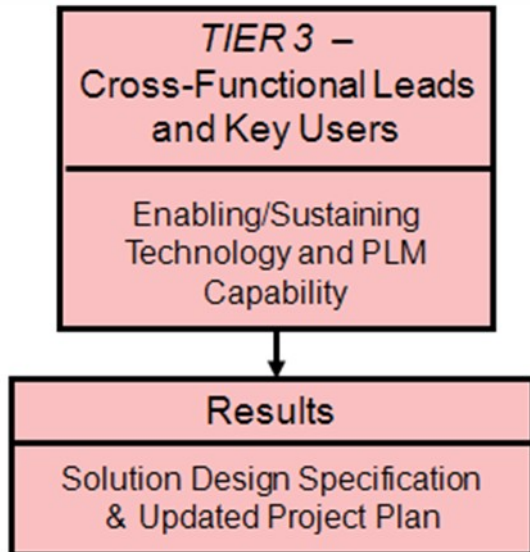 TIER 3 –
Cross-Functional Leads
and Key Users
Enabling/Sustaining
Technology and PLM
Capability
Results
Solution Design Specification
& Updated Project Plan